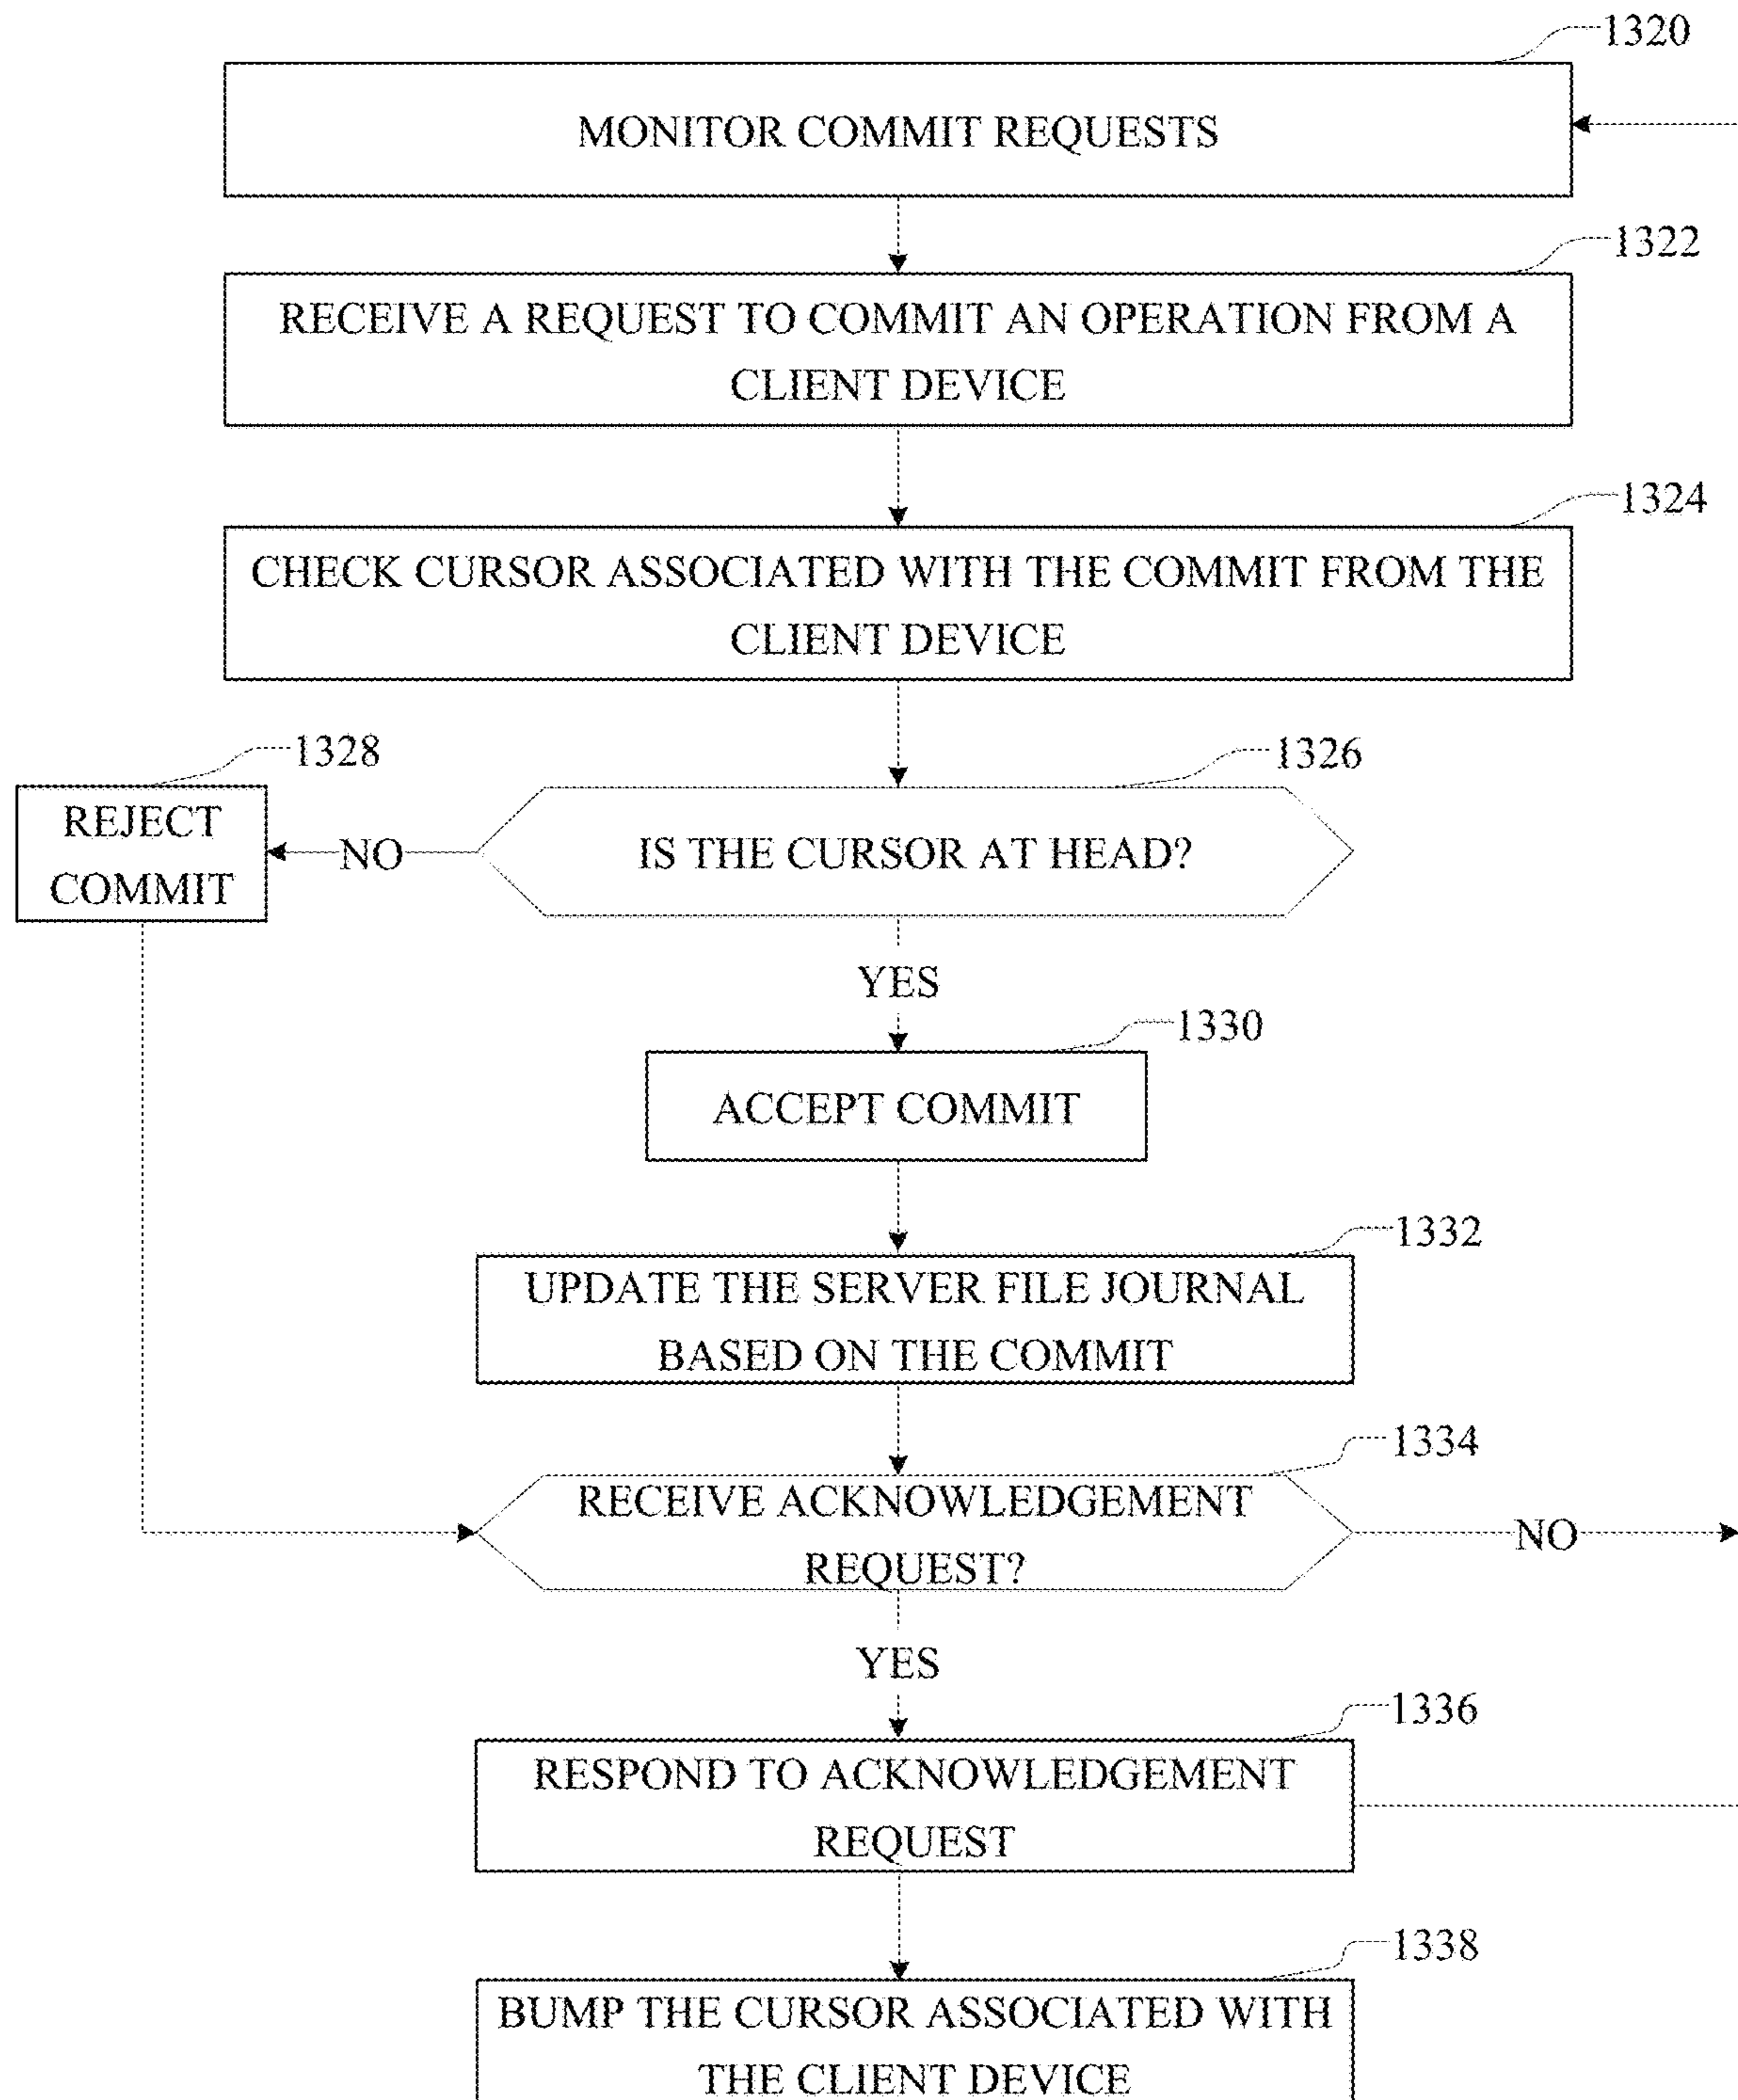 1320
MONITOR COMMIT REQUESTS
1322
RECEIVE A REQUEST TO COMMIT AN OPERATION FROM A
CLIENT DEVICE
1324
CHECK CURSOR ASSOCIATED WITH THE COMMIT FROM THE
CLIENT DEVICE
1328
1326
REJECT
COMMIT
NO
IS THE CURSOR AT HEAD?
YES
1330
ACCEPT COMMIT
1332
UPDATE THE SERVER FILE JOURNAL
BASED ON THE COMMIT
1334
RECEIVE ACKNOWLEDGEMENT
REQUEST?
NO
YES
1336
RESPOND TO ACKNOWLEDGEMENT
REQUEST
1338
BUMP THE CURSOR ASSOCIATED WITH
THE CLIENT DEVICE